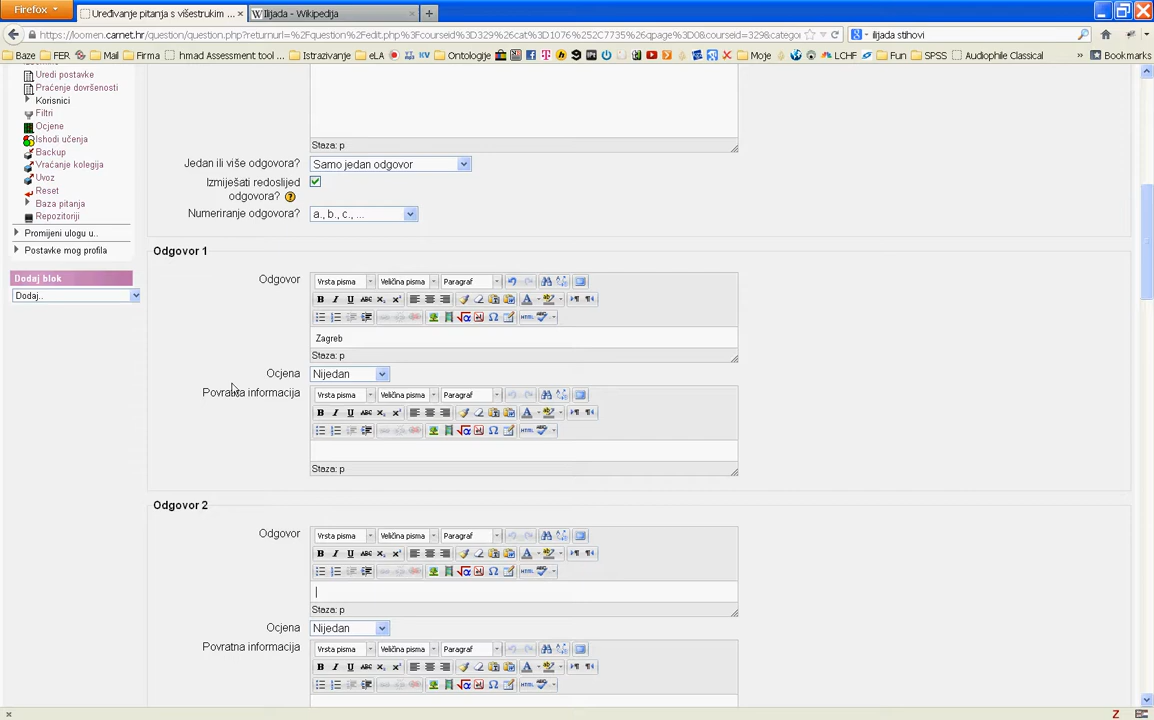 Firefox
Uređivanje pitanja s višestrukim ... ×
Ilijada - Wikipedija ×
https://loomen.carnet.hr/question/question.php?returnurl=%2Fquestion%2Fedit.php%3Fcourseid%3D329%26cat%3D1076%252C7735%26qpage%3D0&courseid=329&catego
ilijada stihovi
Baze FER Mail Firma hmad Assessment tool ... Istrazivanje eLA Ontologije Moje LCHF Fun SPSS Audiophile Classical Bookmarks
Uredi postavke
Praćenje dovršenosti
Korisnici
Filtri
Ocjene
Ishodi učenja
Backup
Vraćanje kolegija
Uvoz
Reset
Baza pitanja
Repozitoriji
Promijeni ulogu u..
Postavke mog profila
Dodaj blok
Dodaj..
Staza: p
Jedan ili više odgovora? Samo jedan odgovor
Izmiješati redoslijed
odgovora?
Numeriranje odgovora? a., b., c., ...
Odgovor 1
Odgovor
Vrsta pisma Veličina pisma Paragraf
Zagreb
Staza: p
Ocjena Nijedan
Povratna informacija
Vrsta pisma Veličina pisma Paragraf
Staza: p
Odgovor 2
Odgovor
Vrsta pisma Veličina pisma Paragraf
Staza: p
Ocjena Nijedan
Povratna informacija
Vrsta pisma Veličina pisma Paragraf